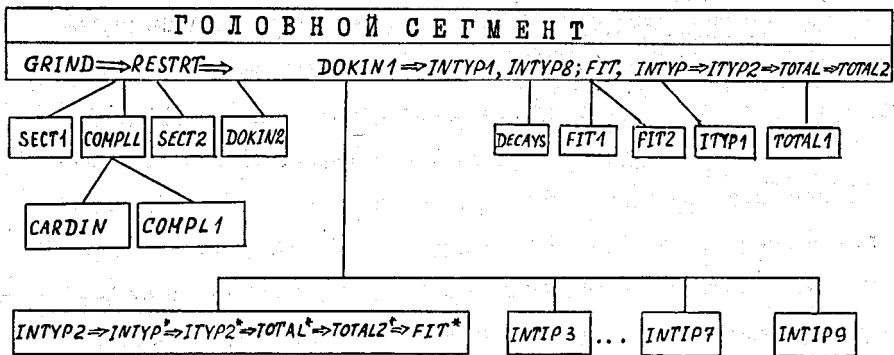 ГОЛОВНОЙ СЕГМЕНТ
GRIND⇒RESTRT⇒ DOKIN1⇒INTYP1, INTYP8; FIT, INTYP⇒ITYP2⇒TOTAL⇒TOTAL2
SECT1 COMPLL SECT2 DOKIN2 DECAYS FIT1 FIT2 ITYP1 TOTAL1
CARDIN COMPL1
INTYP2⇒INTYP*⇒ITYP2*⇒TOTAL*⇒TOTAL2*⇒FIT* INTIP3 ... INTIP7 INTIP9